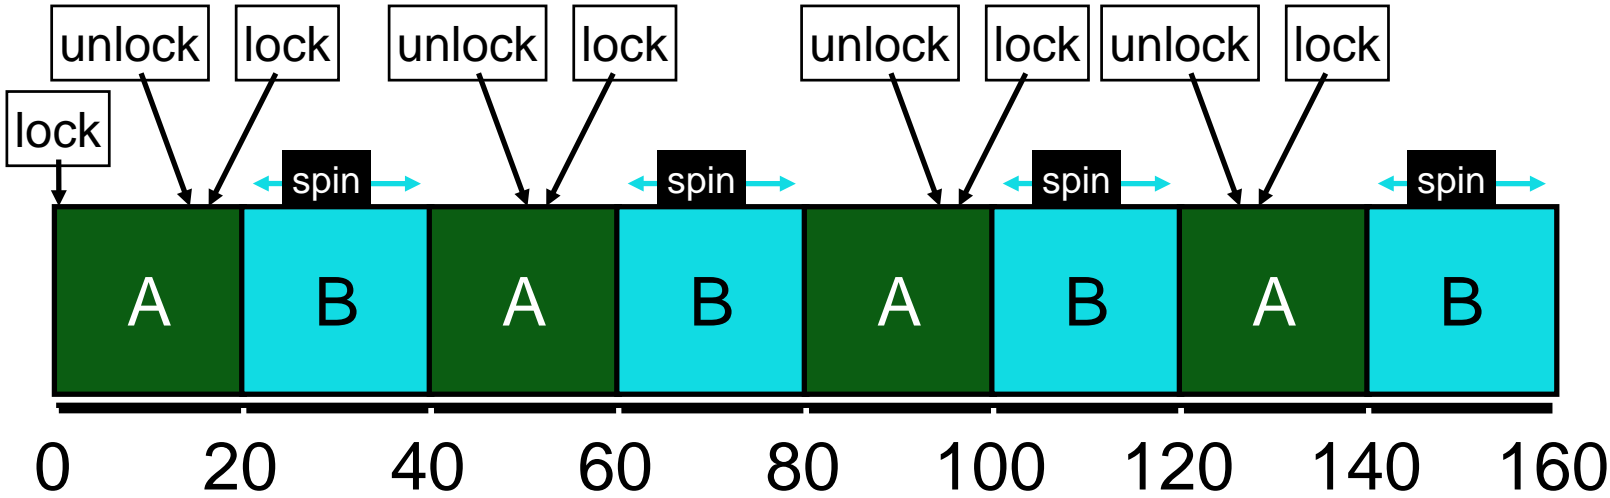 unlock lock unlock lock unlock lock unlock lock
lock
spin spin spin spin
A B A B A B A B
0 20 40 60 80 100 120 140 160